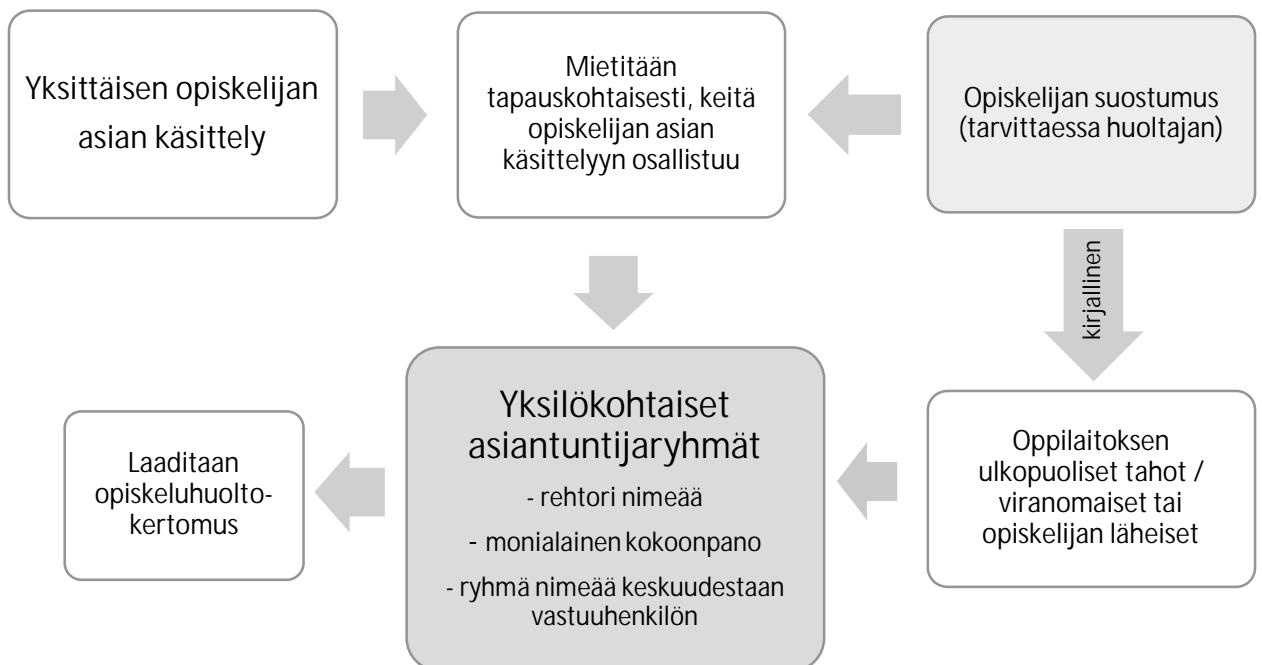 Yksittäisen opiskelijan
asian käsittely
Mietitään
tapauskohtaisesti, keitä
opiskelijan asian
käsittelyyn osallistuu
Opiskelijan suostumus
(tarvittaessa huoltajan)
kirjallinen
Yksilökohtaiset
asiantuntijaryhmät
- rehtori nimeää
- monialainen kokoonpano
- ryhmä nimeää keskuudestaan
vastuuhenkilön
Oppilaitoksen
ulkopuoliset tahot /
viranomaiset tai
opiskelijan läheiset
Laaditaan
opiskeluhuolto-
kertomus